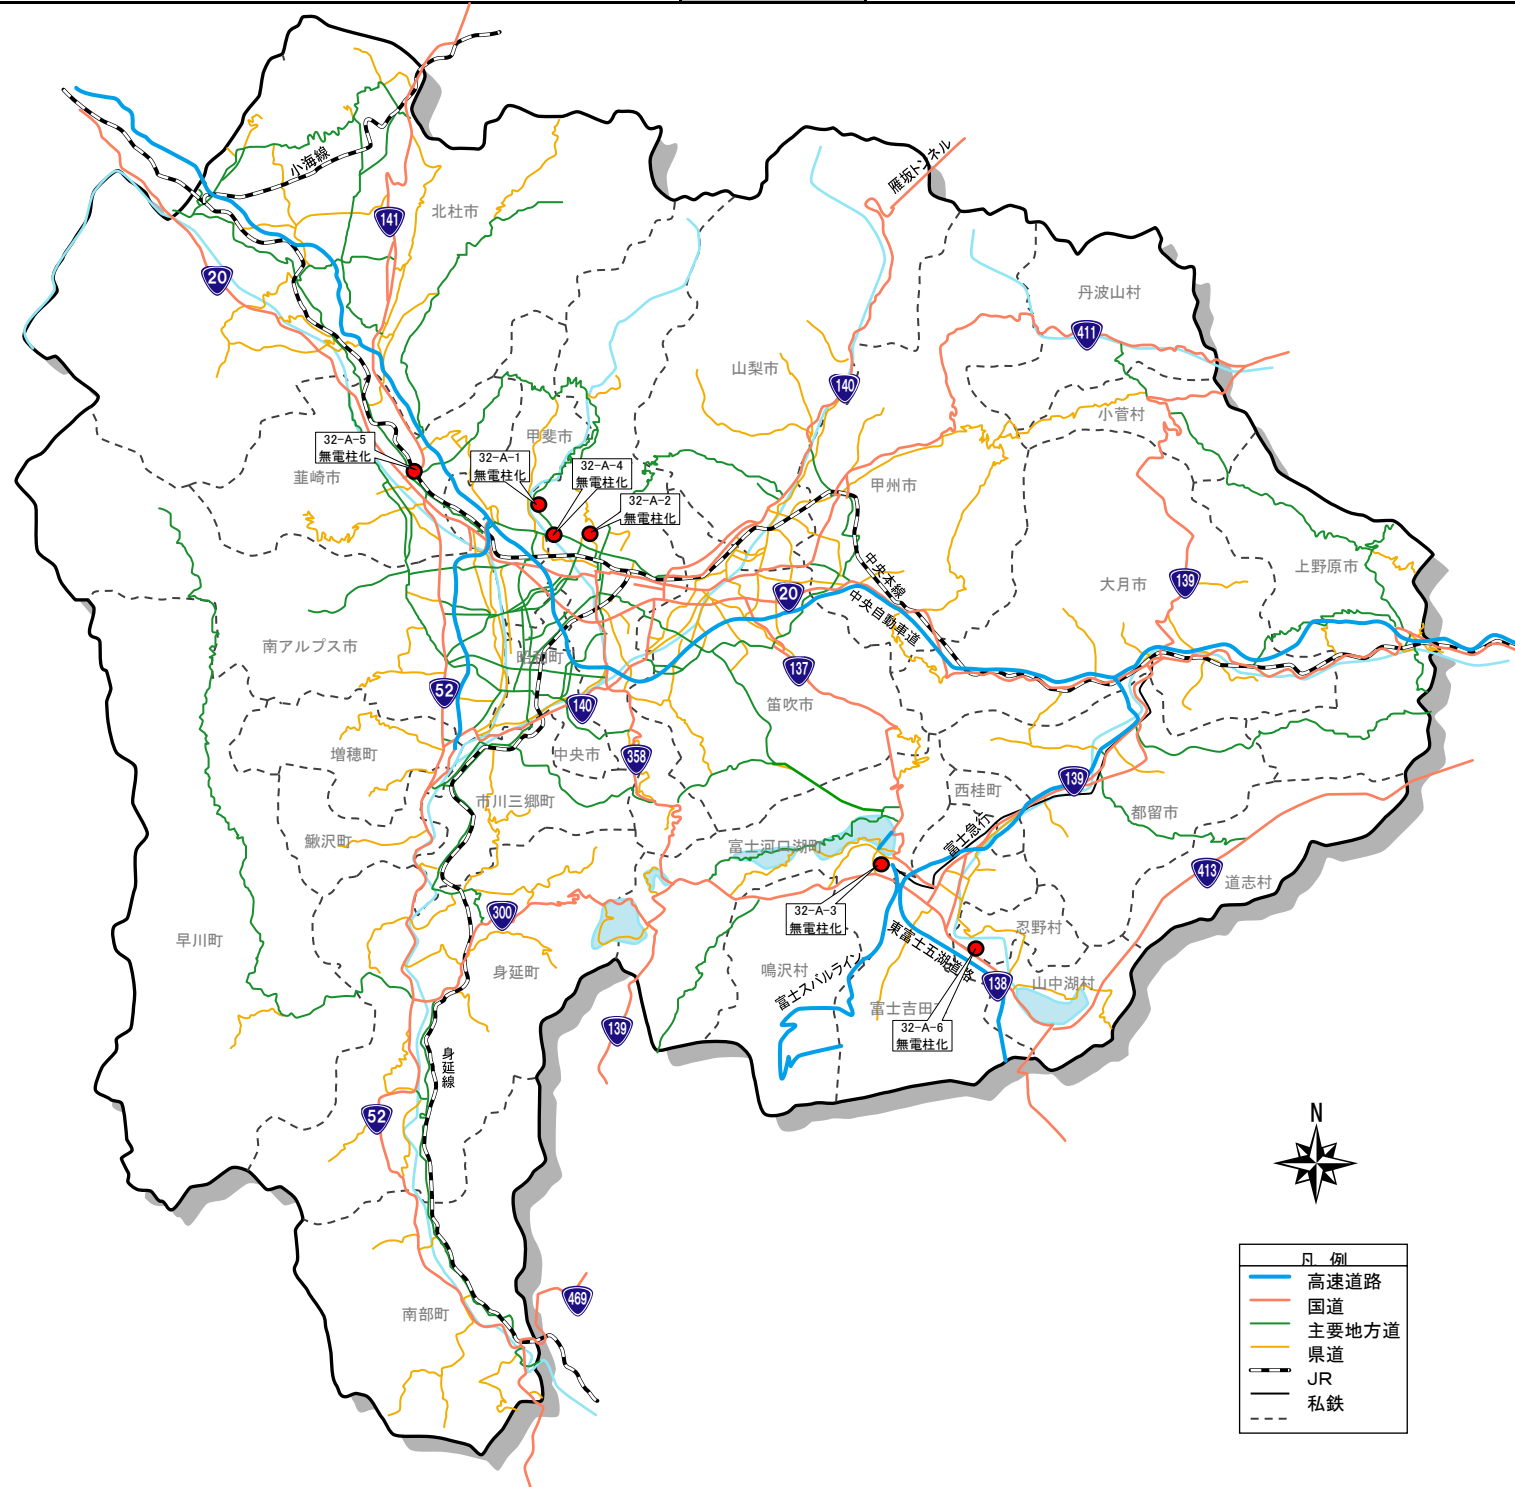 雁坂トンネル
小海線
141
北杜市
20
丹波山村
411
山梨市
140
小菅村
甲斐市
32-A-5
無電柱化
32-A-1
無電柱化
32-A-4
無電柱化
32-A-2
無電柱化
韮崎市
甲州市
上野原市
大月市
139
中央本線
20
中央自動車道
南アルプス市
昭和町
137
52
140
笛吹市
増穂町
中央市
358
139
西桂町
市川三郷町
都留市
鰍沢町
富士河口湖町
富士急行
413
道志村
32-A-3
無電柱化
300
忍野村
早川町
東富士五湖道路
身延町
鳴沢村
富士スバルライン
138
山中湖村
富士吉田
139
32-A-6
無電柱化
身延線
52
N
凡 例
高速道路
国道
主要地方道
県道
JR
私鉄
469
南部町